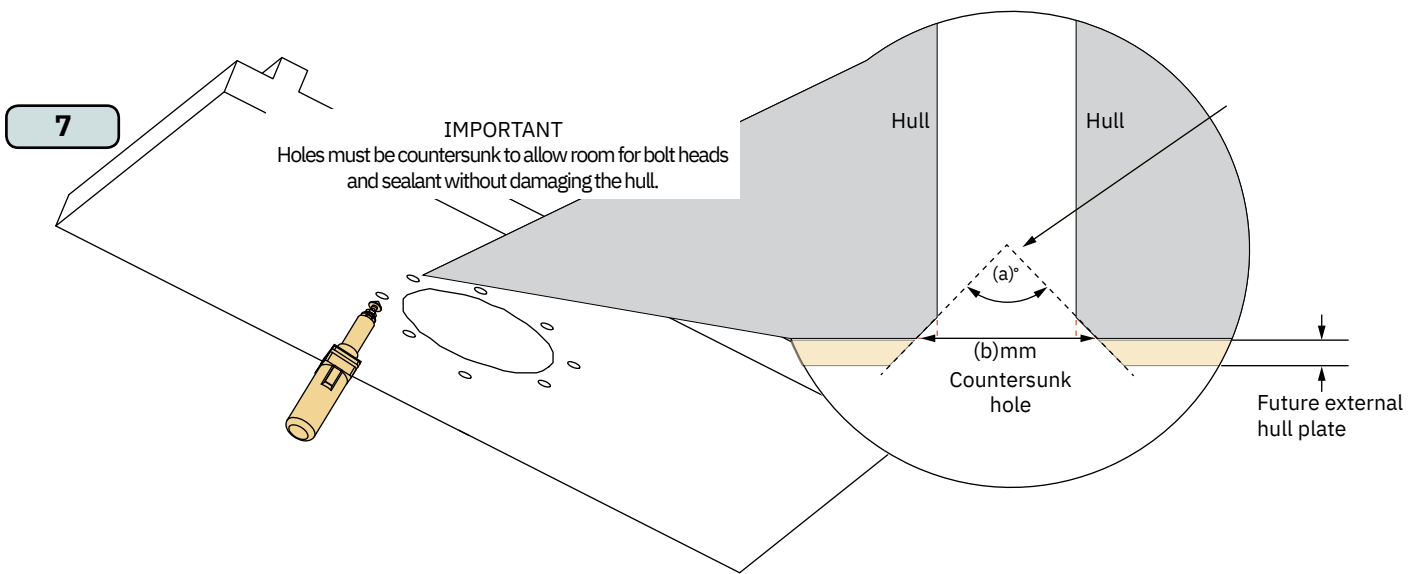 7
IMPORTANT
Holes must be countersunk to allow room for bolt heads
and sealant without damaging the hull.
Hull
Hull
(a)°
(b)mm
Countersunk
hole
Future external
hull plate